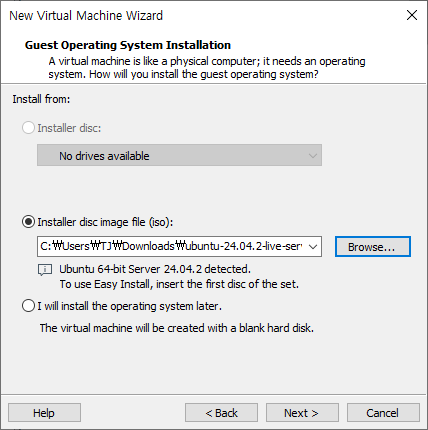 New Virtual Machine Wizard
Guest Operating System Installation
A virtual machine is like a physical computer; it needs an operating
system. How will you install the guest operating system?
Install from:
Installer disc:
No drives available
Installer disc image file (iso):
C:₩Users₩TJ₩Downloads₩ubuntu-24.04.2-live-ser
Browse...
Ubuntu 64-bit Server 24.04.2 detected.
To use Easy Install, insert the first disc of the set.
I will install the operating system later.
The virtual machine will be created with a blank hard disk.
Help
< Back
Next >
Cancel